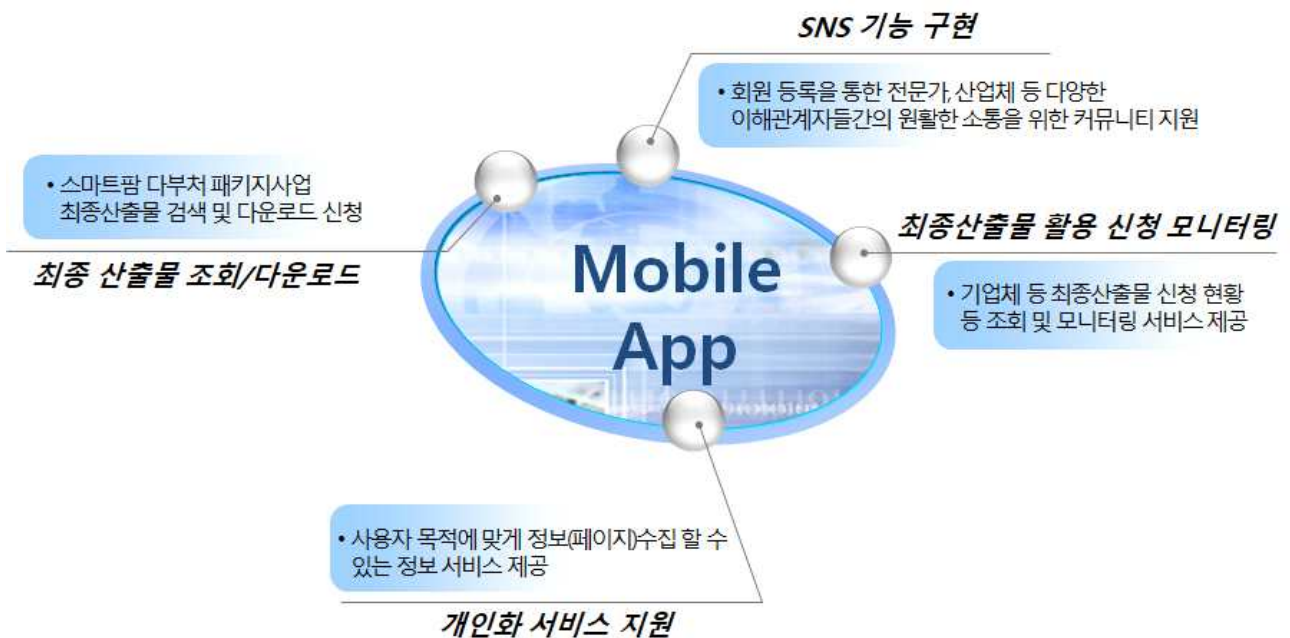 SNS 기능 구현
• 회원 등록을 통한 전문가, 산업체 등 다양한
이해관계자들간의 원활한 소통을 위한 커뮤니티 지원
• 스마트팜 다부처 패키지사업
최종산출물 검색 및 다운로드 신청
최종 산출물 조회/다운로드
Mobile
App
최종산출물 활용 신청 모니터링
• 기업체 등 최종산출물 신청 현황
등 조회 및 모니터링 서비스 제공
• 사용자 목적에 맞게 정보(페이지)수집 할 수
있는 정보 서비스 제공
개인화 서비스 지원